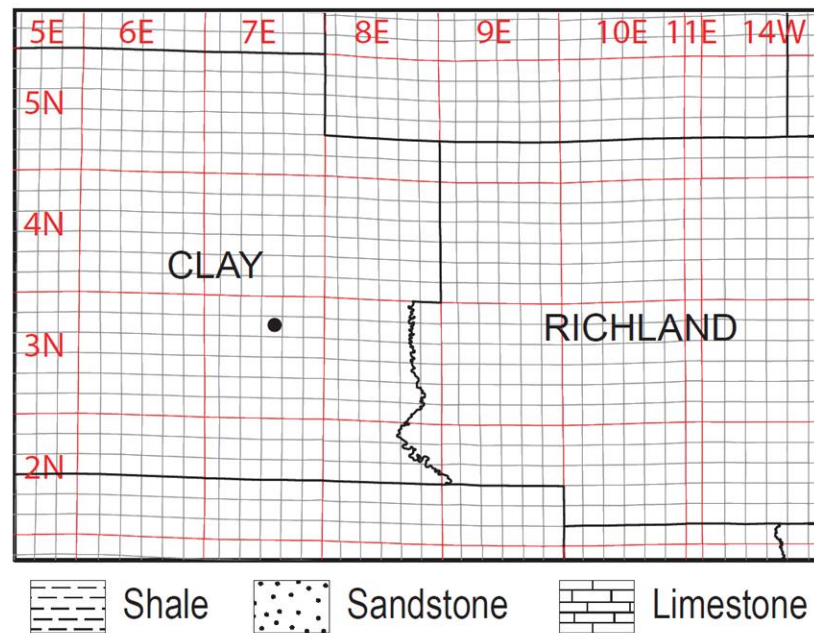 5E 6E 7E 8E 9E 10E 11E 14W
5N
4N
CLAY
RICHLAND
3N
2N
Shale Sandstone Limestone